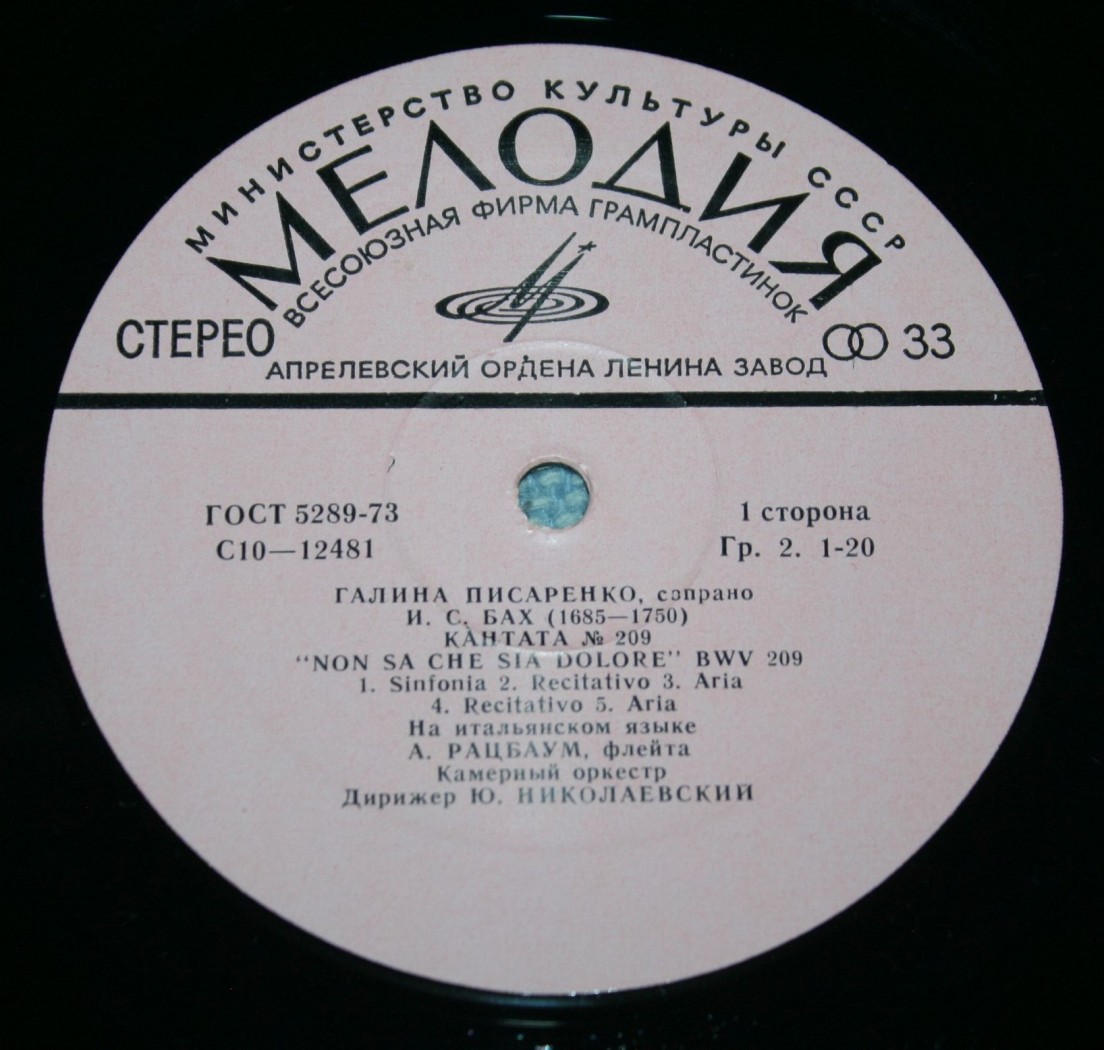 МИНИСТЕРСТВО КУЛЬТУРЫ СССР
МЕЛОДИЯ
ВСЕСОЮЗНАЯ ФИРМА ГРАМПЛАСТИНОК
СТЕРЕО
33
АПРЕЛЕВСКИЙ ОРДЕНА ЛЕНИНА ЗАВОД
ГОСТ 5289-73
1 сторона
С10—12481
Гр. 2. 1-20
ГАЛИНА ПИСАРЕНКО, сопрано
И. С. БАХ (1685—1750)
КАНТАТА № 209
"NON SA CHE SIA DOLORE" BWV 209
1. Sinfonia 2. Recitativo 3. Aria
4. Recitativo 5. Aria
На итальянском языке
А. РАЦБАУМ, флейта
Камерный оркестр
Дирижер Ю. НИКОЛАЕВСКИЙ